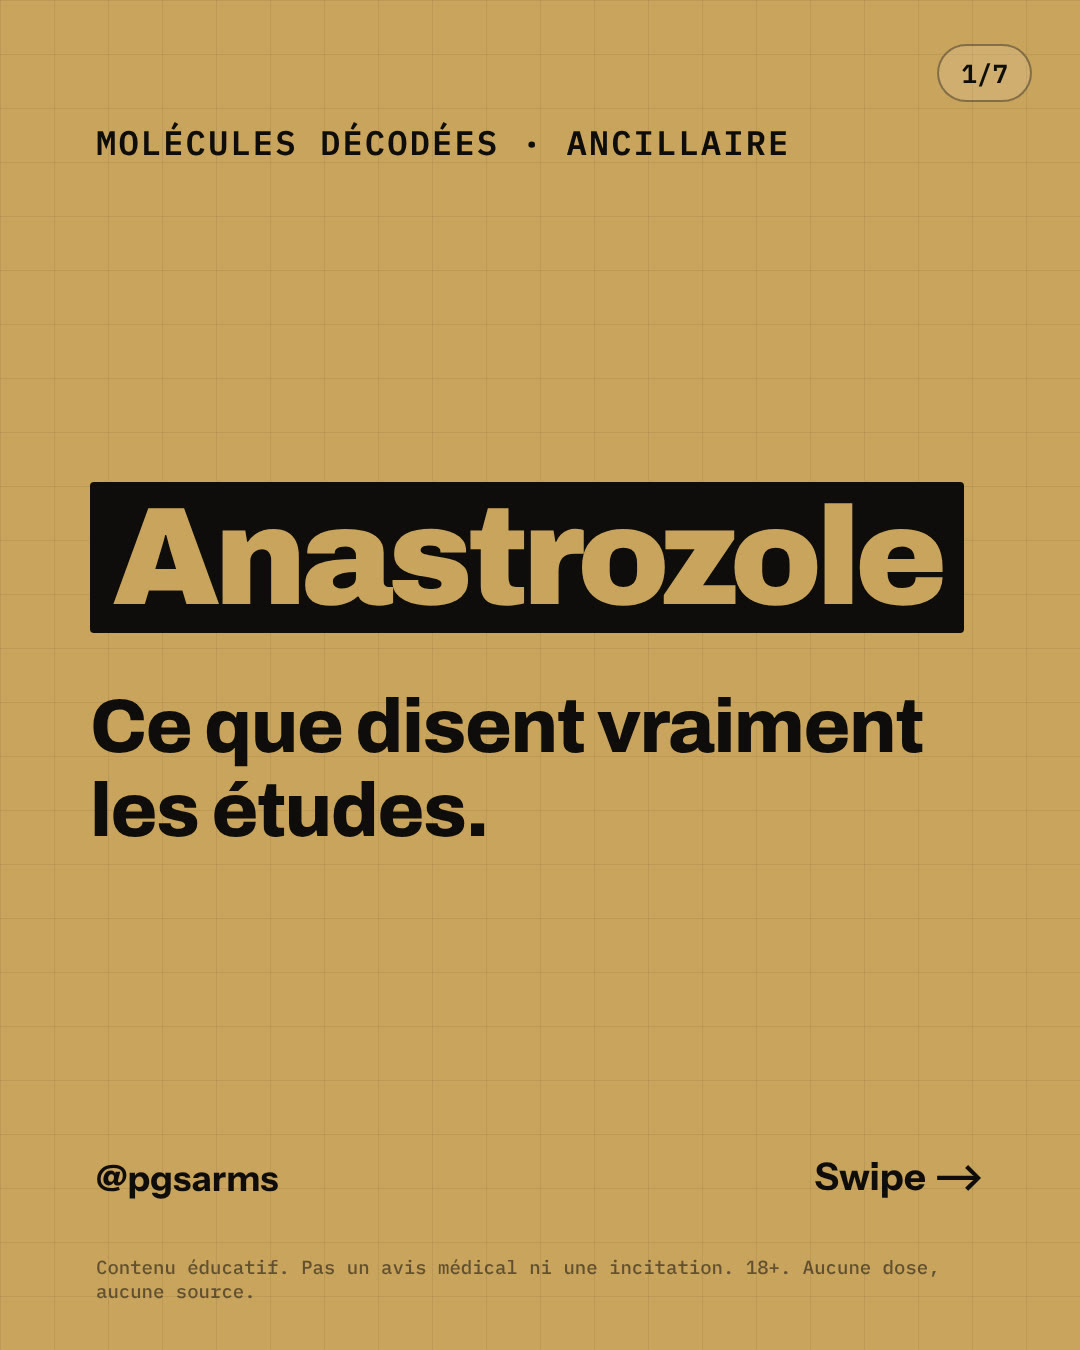 1/7
MOLÉCULES DÉCODÉES · ANCILLAIRE
Anastrozole
Ce que disent vraiment
les études.
@pgsarms
Swipe →
Contenu éducatif. Pas un avis médical ni une incitation. 18+. Aucune dose,
aucune source.